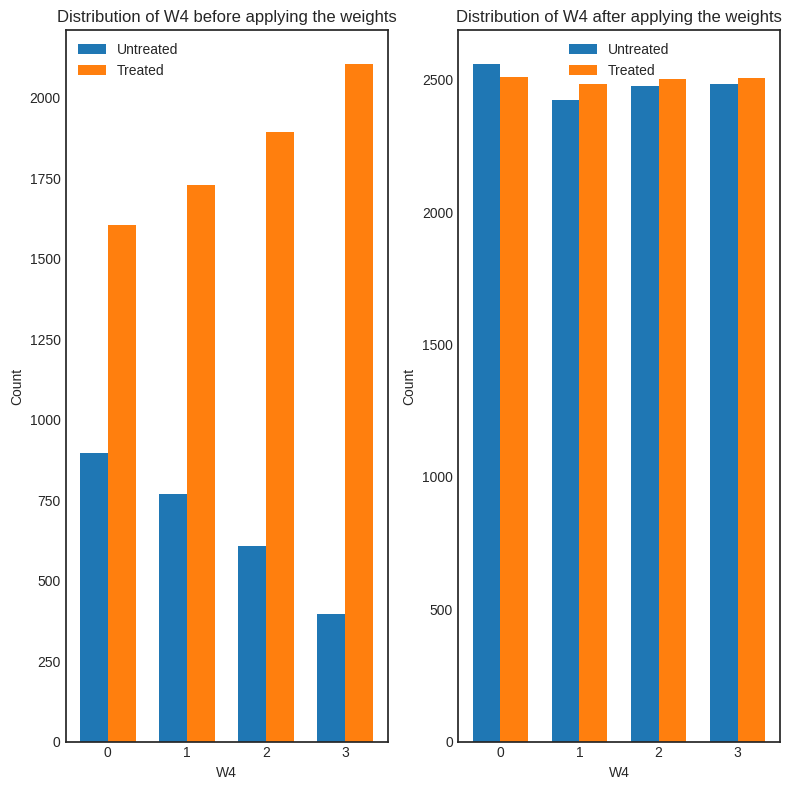 Distribution of W4 before applying the weights
Untreated
Treated
2000
1750
1500
1250
1000
750
500
250
0
Count
0 1 2 3
W4
Distribution of W4 after applying the weights
Untreated
Treated
2500
2000
1500
1000
500
0
Count
0 1 2 3
W4